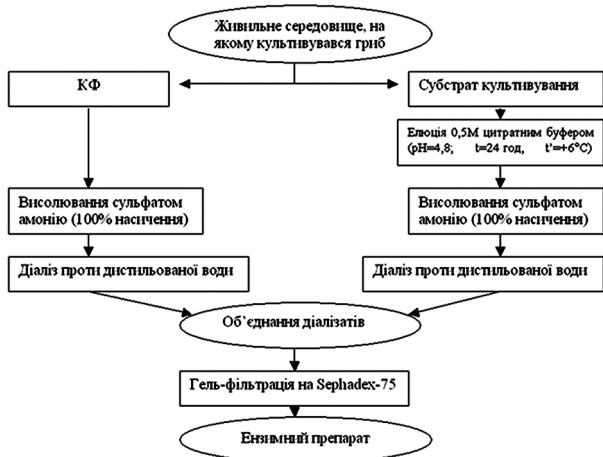 Живильне середовище, на
якому культивувався гриб
КФ
Субстрат культивування
Елюція 0,5М цитратним буфером
(рН=4,8; t=24 год, t’=+6°С)
Висолювання сульфатом
амонію (100% насичення)
Висолювання сульфатом
амонію (100% насичення)
Діаліз проти дистильованої води
Діаліз проти дистильованої води
Об’єднання діалізатів
Гель-фільтрація на Sephadex-75
Ензимний препарат